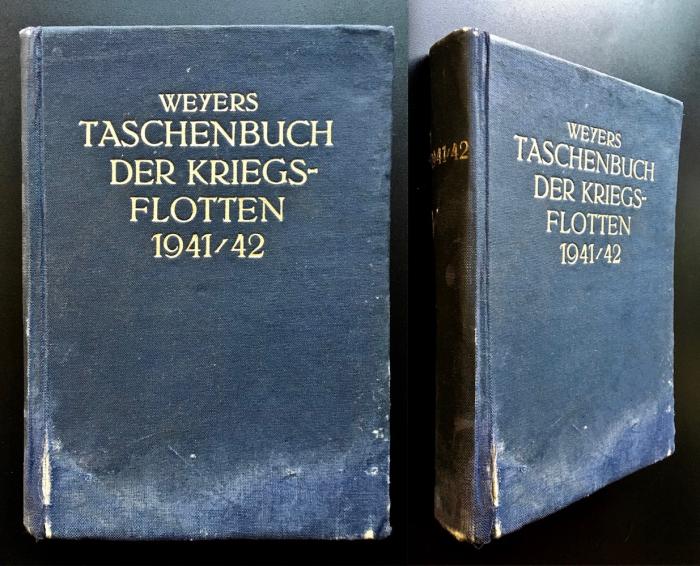 WEYERS
TASCHENBUCH
DER KRIEGS-
FLOTTEN
1941/42
1941/42
WEYERS
TASCHENBUCH
DER KRIEGS-
FLOTTEN
1941/42